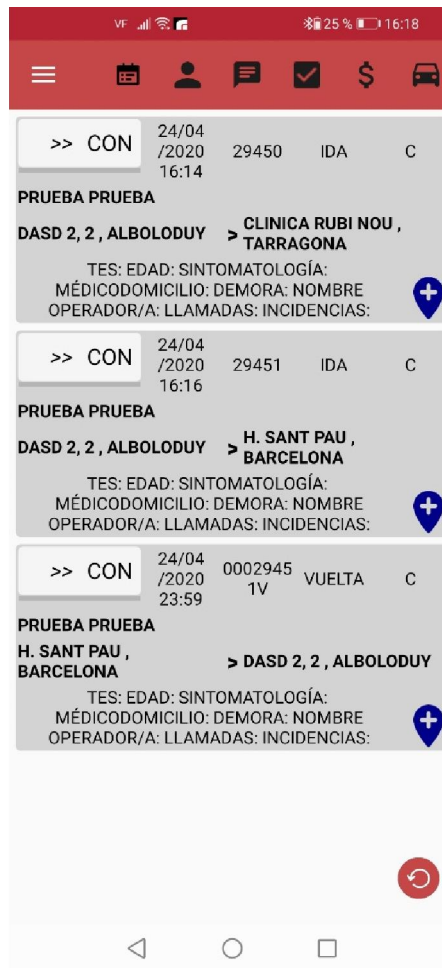 VF 25 % 16:18
$
>> CON 24/04 /2020 16:14 29450 IDA C
PRUEBA PRUEBA
DASD 2, 2 , ALBOLODUY > CLINICA RUBI NOU , TARRAGONA
TES: EDAD: SINTOMATOLOGÍA:
MÉDICODOMICILIO: DEMORA: NOMBRE
OPERADOR/A: LLAMADAS: INCIDENCIAS:
>> CON 24/04 /2020 16:16 29451 IDA C
PRUEBA PRUEBA
DASD 2, 2 , ALBOLODUY > H. SANT PAU , BARCELONA
TES: EDAD: SINTOMATOLOGÍA:
MÉDICODOMICILIO: DEMORA: NOMBRE
OPERADOR/A: LLAMADAS: INCIDENCIAS:
>> CON 24/04 /2020 23:59 0002945 1V VUELTA C
PRUEBA PRUEBA
H. SANT PAU , BARCELONA > DASD 2, 2 , ALBOLODUY
TES: EDAD: SINTOMATOLOGÍA:
MÉDICODOMICILIO: DEMORA: NOMBRE
OPERADOR/A: LLAMADAS: INCIDENCIAS: